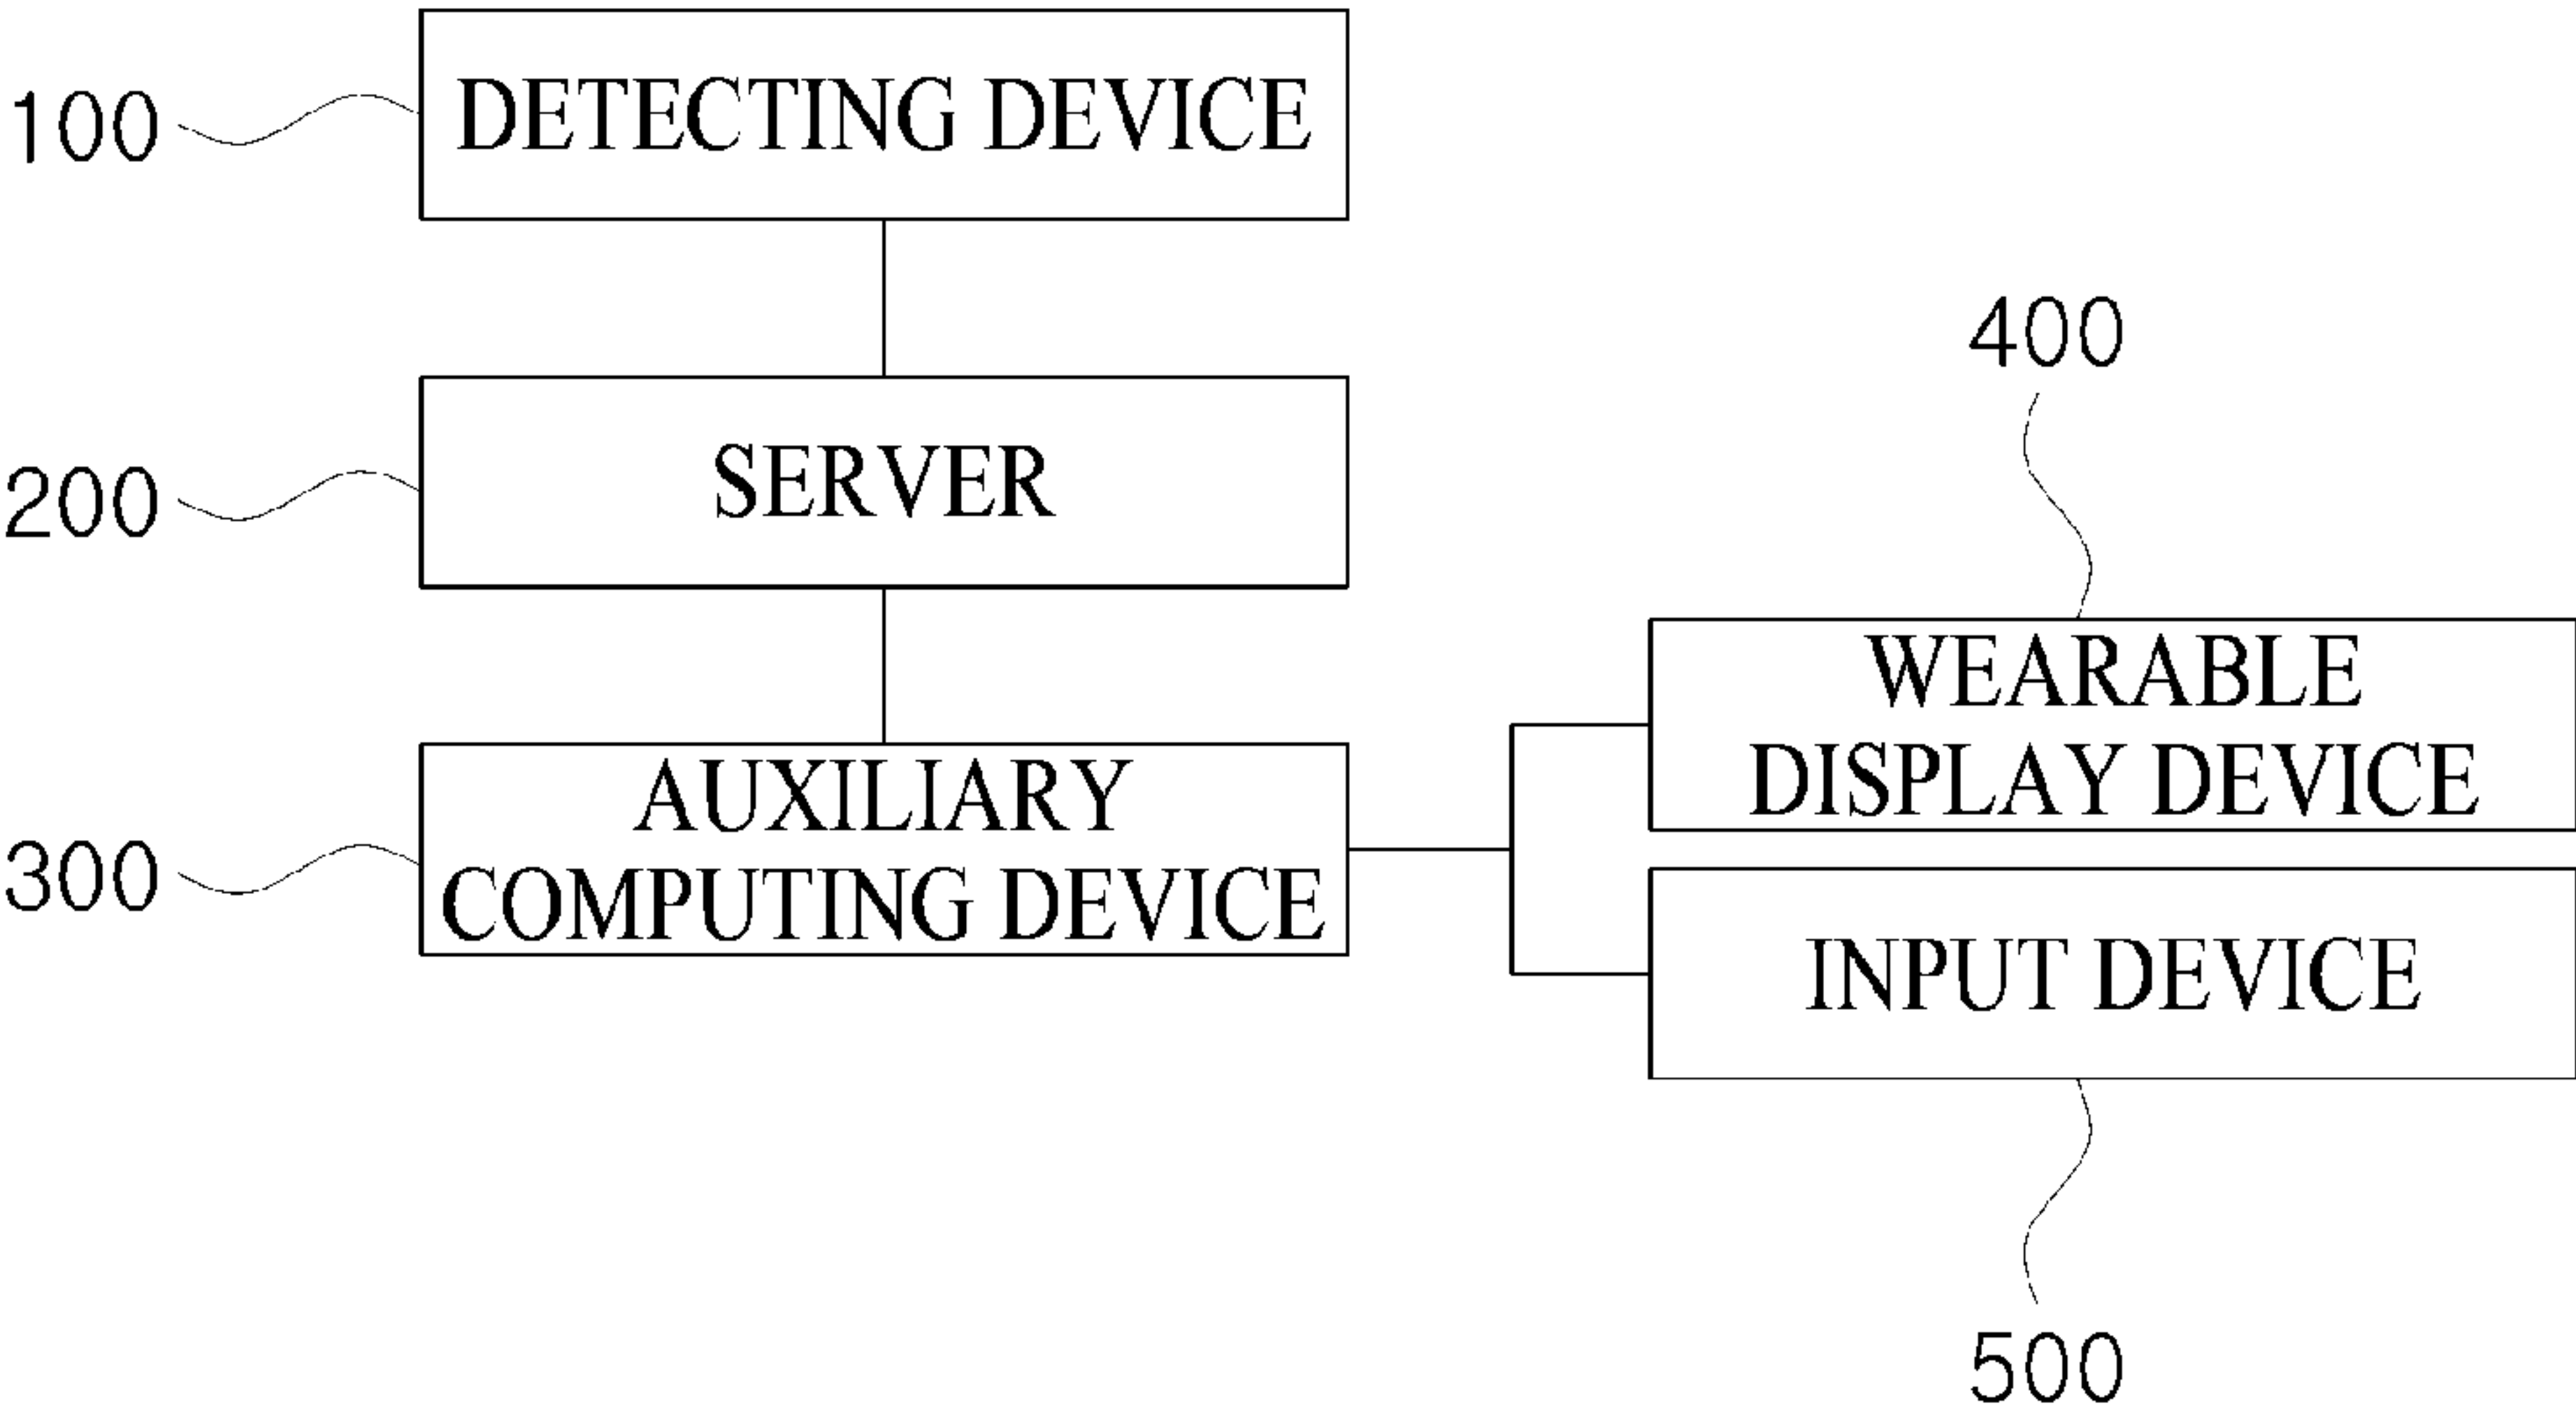 100
DETECTING DEVICE
200
SERVER
300
AUXILIARY
COMPUTING DEVICE
400
WEARABLE
DISPLAY DEVICE
INPUT DEVICE
500